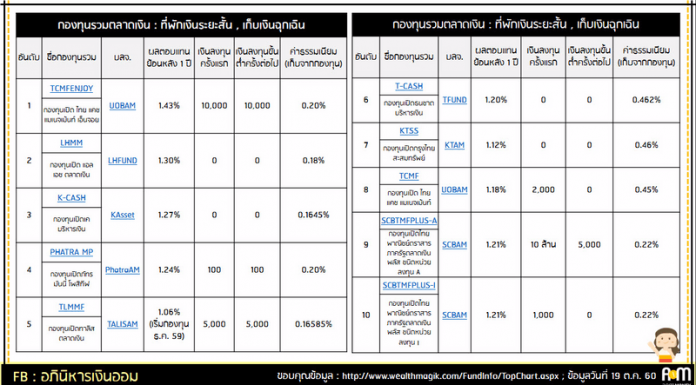 กองทุนรวมตลาดเงิน : ที่พักเงินระยะสั้น , เก็บเงินฉุกเฉิน
อันดับ ชื่อกองทุนรวม บลจ. ผลตอบแทน ย้อนหลัง 1 ปี เงินลงทุน ครั้งแรก เงินลงทุนขั้น ต่ำครั้งต่อไป ค่าธรรมเนียม (เก็บจากกองทุน)
1 TCMFENJOY UOBAM 1.43% 10,000 10,000 0.20%
กองทุนเปิด ไทย แคช
แมเนจเม้นท์ เอ็นจอย
2 LHMM LHFUND 1.30% 0 0 0.18%
กองทุนเปิด แอล
เอช ตลาดเงิน
3 K-CASH KAsset 1.27% 0 0 0.1645%
กองทุนเปิดเค
บริหารเงิน
4 PHATRA MP PhatraAM 1.24% 100 100 0.20%
กองทุนเปิดภัทร
มันนี่ โพสิทิฟ
5 TLMMF TALISAM 1.06% (เริ่มกองทุน ธ.ค. 59) 5,000 5,000 0.16585%
กองทุนเปิดทาลิส
ตลาดเงิน
กองทุนรวมตลาดเงิน : ที่พักเงินระยะสั้น , เก็บเงินฉุกเฉิน
อันดับ ชื่อกองทุนรวม บลจ. ผลตอบแทน ย้อนหลัง 1 ปี เงินลงทุน ครั้งแรก เงินลงทุนขั้น ต่ำครั้งต่อไป ค่าธรรมเนียม (เก็บจากกองทุน)
6 T-CASH TFUND 1.20% 0 0 0.462%
กองทุนเปิดธนชาต
บริหารเงิน
7 KTSS KTAM 1.12% 0 0 0.46%
กองทุนเปิดกรุงไทย
สะสมทรัพย์
8 TCMF UOBAM 1.18% 2,000 0 0.45%
กองทุนเปิด ไทย
แคช แมเนจเม้นท์
9 SCBTMFPLUS-A SCBAM 1.21% 10 ล้าน 5,000 0.22%
กองทุนเปิดไทย
พาณิชย์ตราสาร
ภาครัฐตลาดเงิน
พลัส ชนิดหน่วย
ลงทุน A
10 SCBTMFPLUS-I SCBAM 1.21% 1,000 0 0.22%
กองทุนเปิดไทย
พาณิชย์ตราสาร
ภาครัฐตลาดเงิน
พลัส ชนิดหน่วย
ลงทุน I
FB : อภินิหารเงินออม
ขอบคุณข้อมูล : http://www.wealthmagik.com/FundInfo/TopChart.aspx ; ข้อมูลวันที่ 19 ต.ค. 60